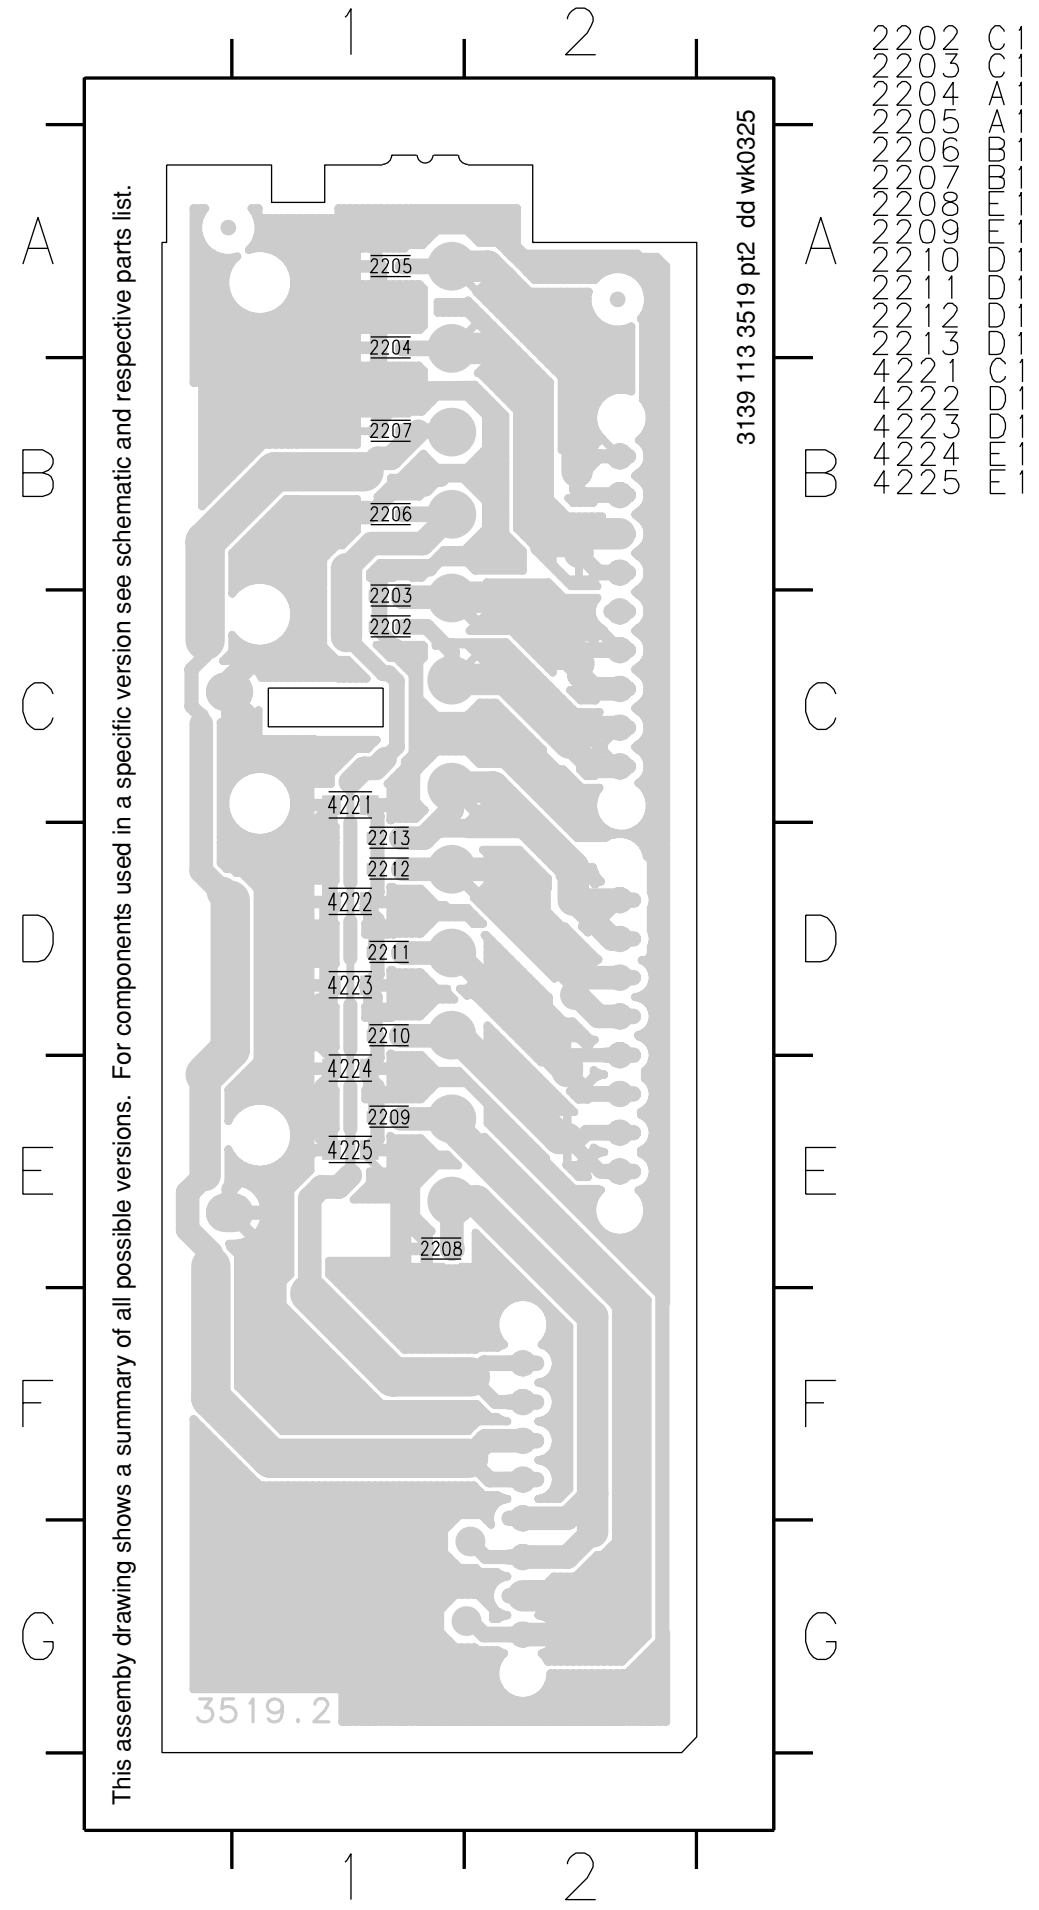 1 2
2202 C1
2203 C1
2204 A1
2205 A1
2206 B1
2207 B1
2208 E1
2209 E1
2210 D1
2211 D1
2212 D1
2213 D1
4221 C1
4222 D1
4223 D1
4224 E1
4225 E1
This assemby drawing shows a summary of all possible versions. For components used in a specific version see schematic and respective parts list.
3139 113 3519 pt2 dd wk0325
A A
2205
2204
2207
B B
2206
2203
2202
C C
4221
2213
2212
4222
D D
2211
4223
2210
4224
2209
4225
E E
2208
F F
G G
3519.2
1 2